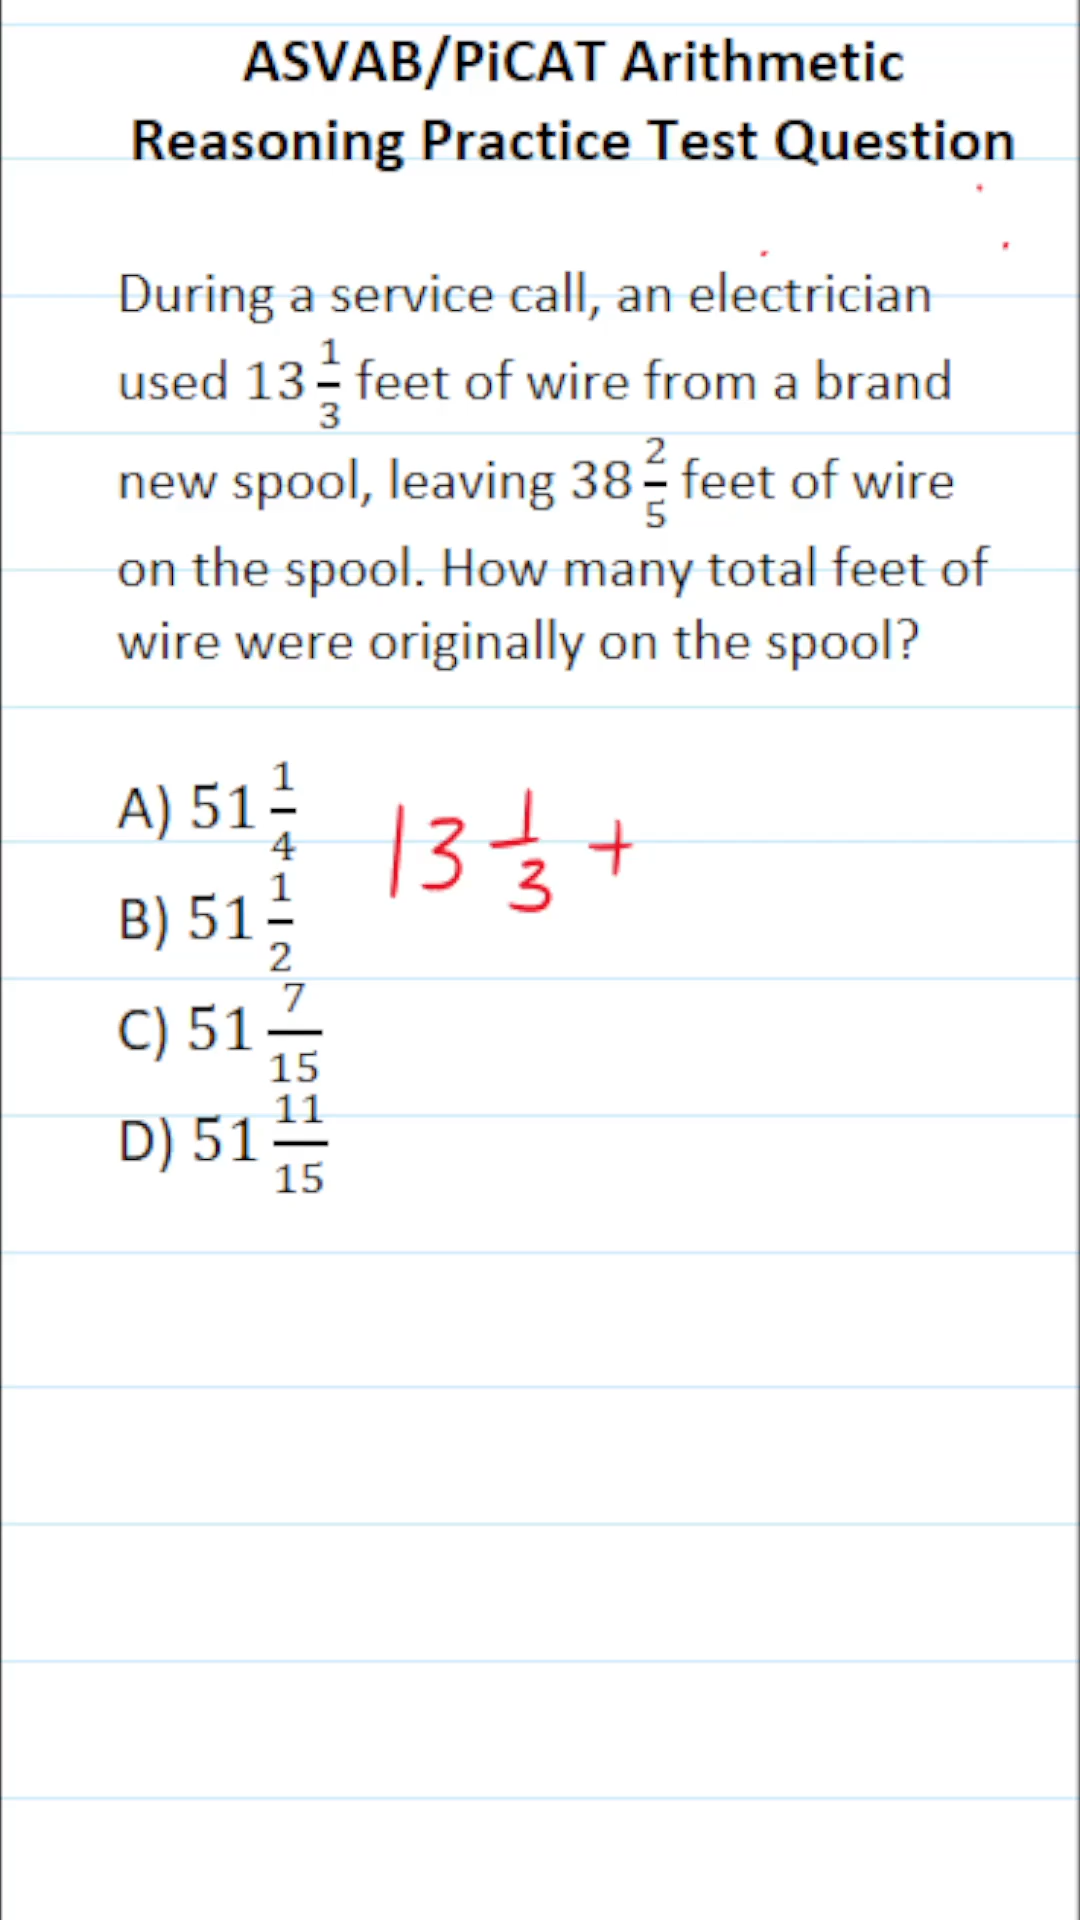 ASVAB/PiCAT Arithmetic
Reasoning Practice Test Question
During a service call, an electrician
used 13 1/3 feet of wire from a brand
new spool, leaving 38 2/5 feet of wire
on the spool. How many total feet of
wire were originally on the spool?
A) 51 1/4
13 1/3 +
B) 51 1/2
C) 51 7/15
D) 51 11/15